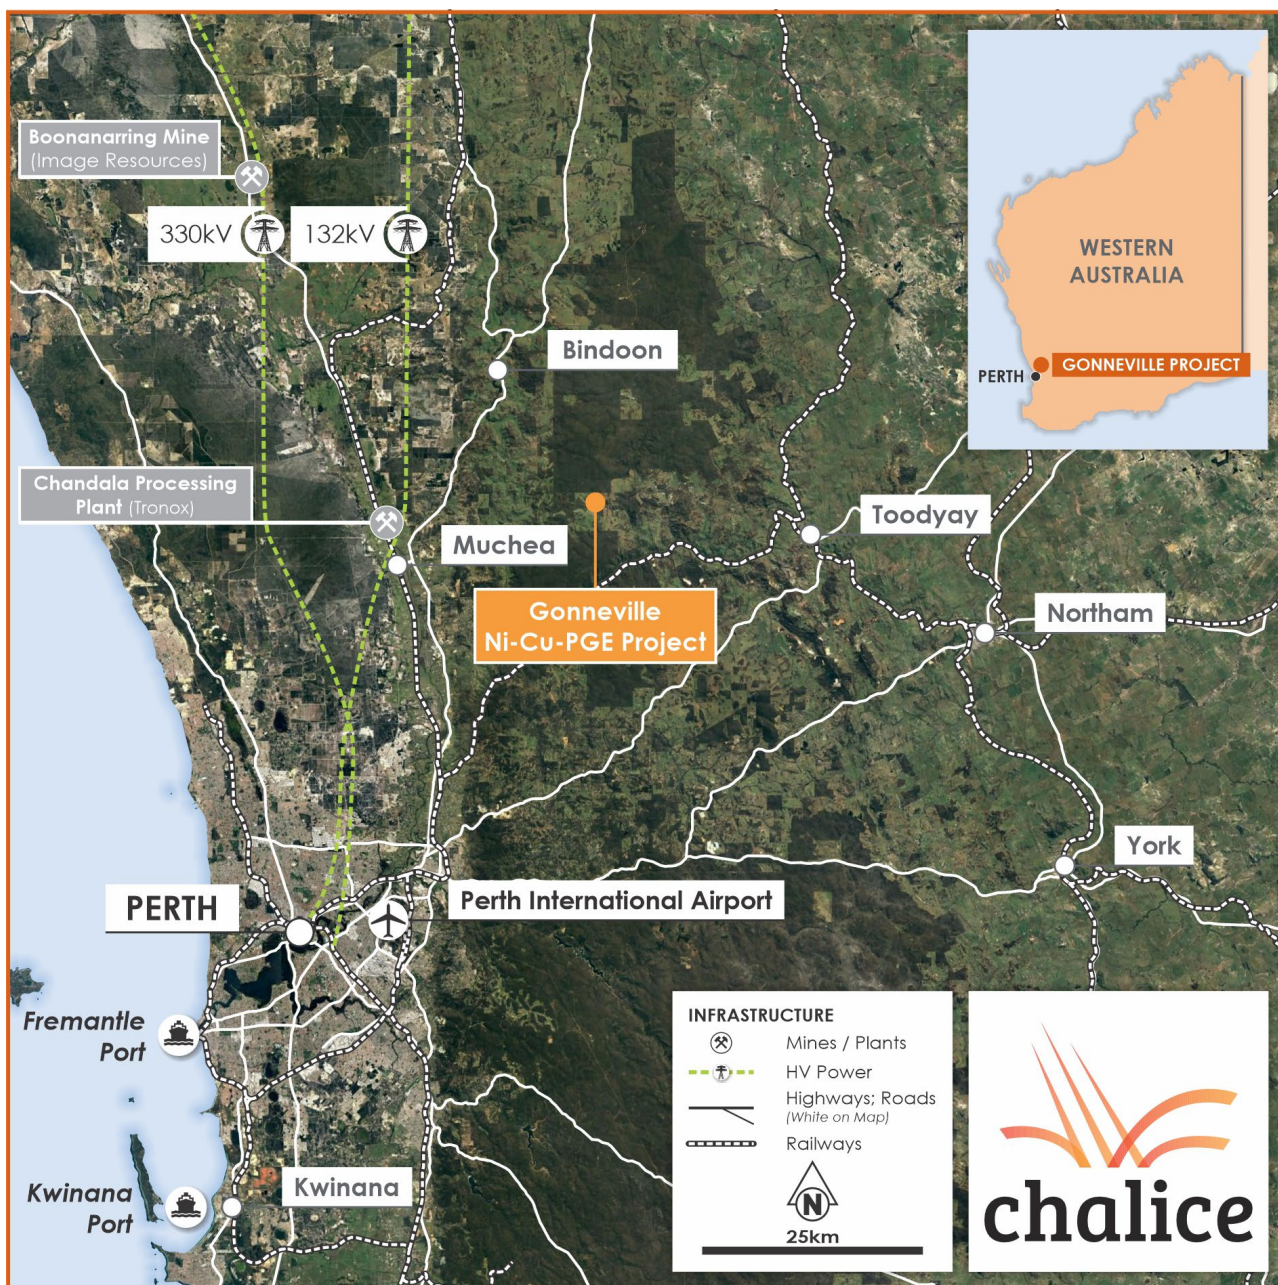 Boonanarring Mine
(Image Resources)
330kV
132kV
WESTERN
AUSTRALIA
PERTH
GONNEVILLE PROJECT
Bindoon
Chandala Processing
Plant (Tronox)
Muchea
Toodyay
Gonneville
Ni-Cu-PGE Project
Northam
York
PERTH
Perth International Airport
Fremantle
Port
Kwinana
Port
Kwinana
INFRASTRUCTURE
Mines / Plants
HV Power
Highways; Roads
(White on Map)
Railways
N
25km
chalice